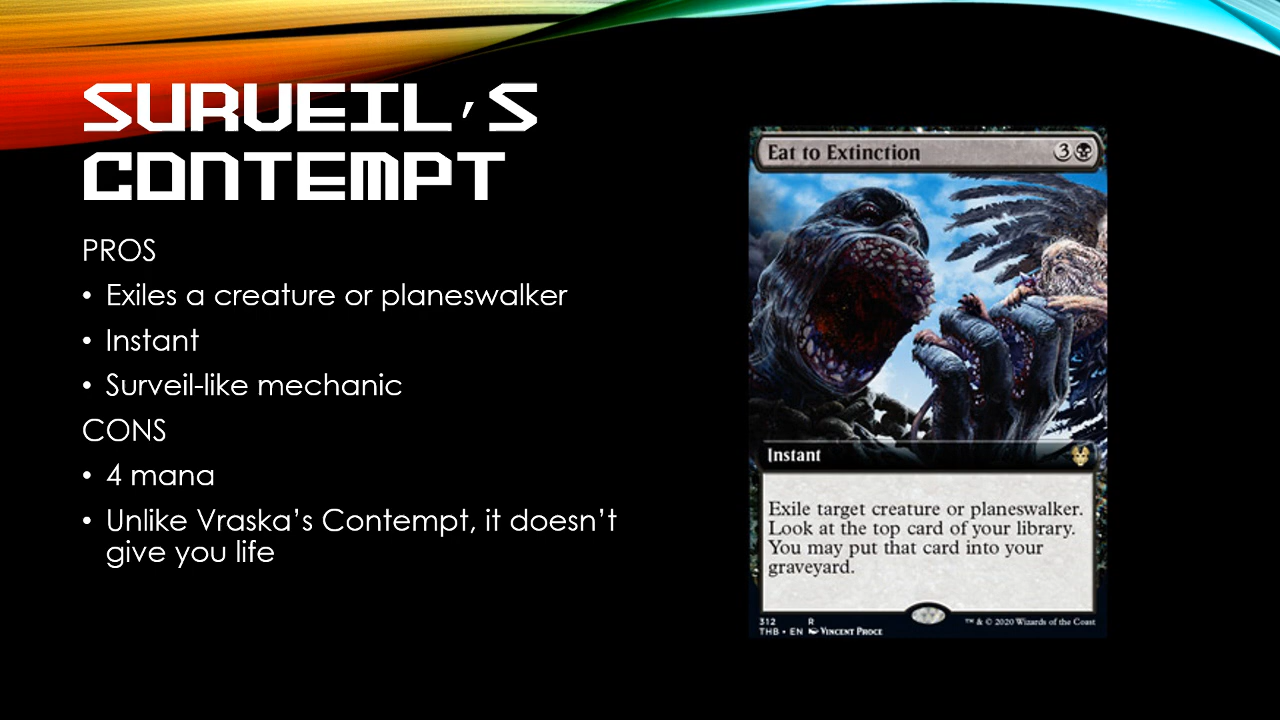 SURVEIL'S
CONTEMPT
PROS
• Exiles a creature or planeswalker
• Instant
• Surveil-like mechanic
CONS
• 4 mana
• Unlike Vraska’s Contempt, it doesn’t
give you life
Eat to Extinction 3
Instant
Exile target creature or planeswalker.
Look at the top card of your library.
You may put that card into your
graveyard.
312 R
THB • EN Vincent Proce
™ & © 2020 Wizards of the Coast